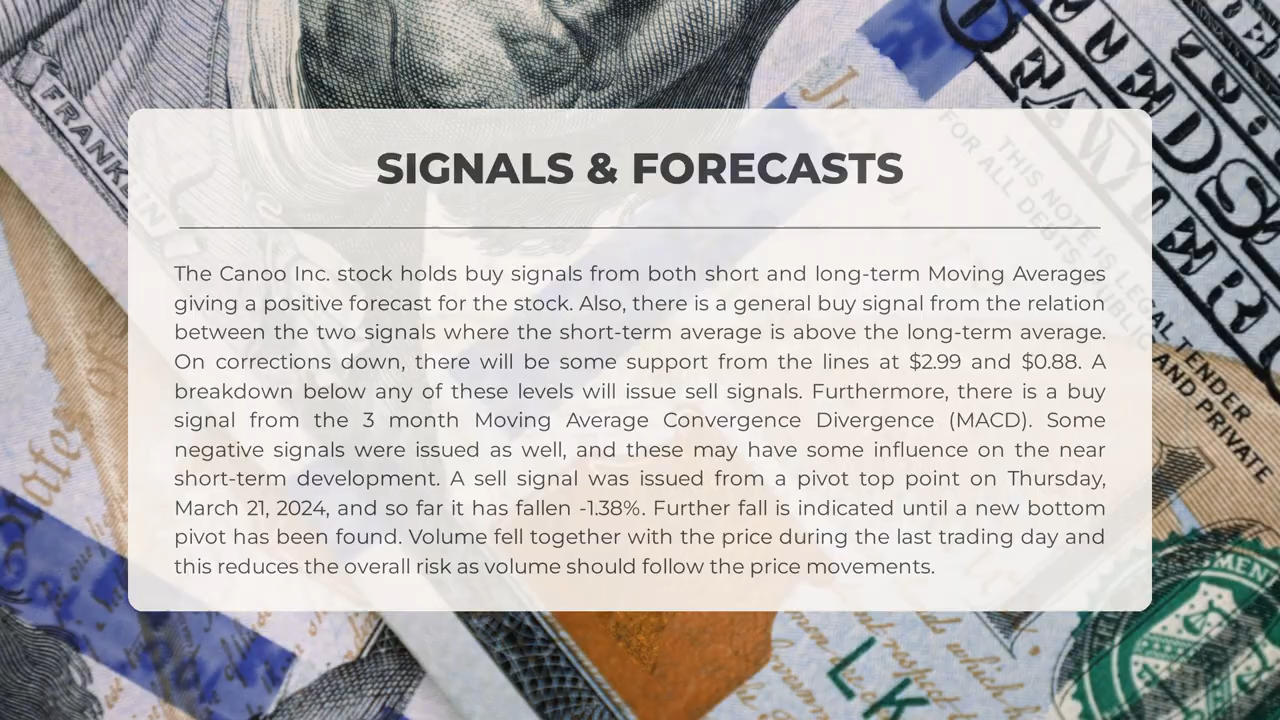 FRANKLIN
FOR ALL DEBTS
THIS NOTE IS LEGAL TENDER
AND PRIVATE
SIGNALS & FORECASTS
The Canoo Inc. stock holds buy signals from both short and long-term Moving Averages
giving a positive forecast for the stock. Also, there is a general buy signal from the relation
between the two signals where the short-term average is above the long-term average.
On corrections down, there will be some support from the lines at $2.99 and $0.88. A
breakdown below any of these levels will issue sell signals. Furthermore, there is a buy
signal from the 3 month Moving Average Convergence Divergence (MACD). Some
negative signals were issued as well, and these may have some influence on the near
short-term development. A sell signal was issued from a pivot top point on Thursday,
March 21, 2024, and so far it has fallen -1.38%. Further fall is indicated until a new bottom
pivot has been found. Volume fell together with the price during the last trading day and
this reduces the overall risk as volume should follow the price movements.
LK